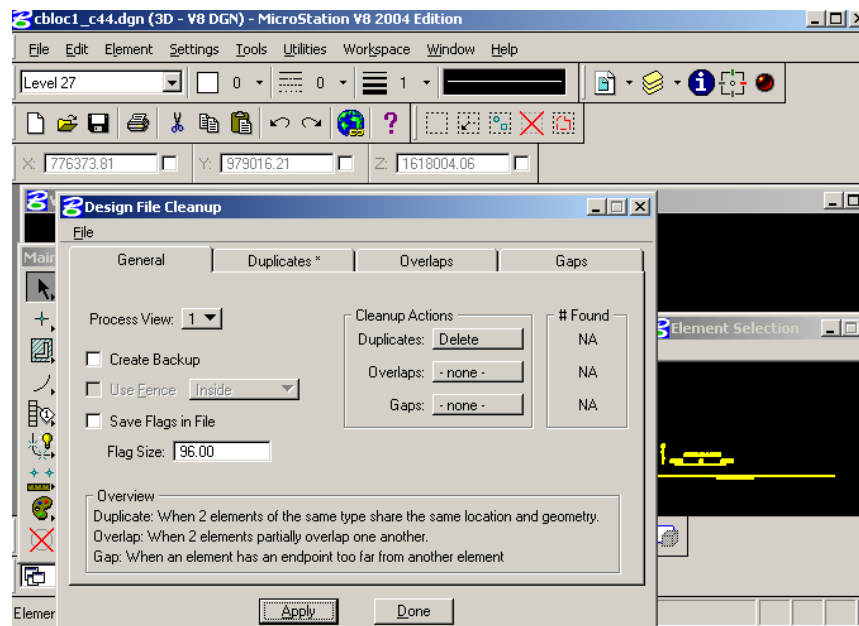 cbloc1_c44.dgn (3D - V8 DGN) - MicroStation V8 2004 Edition
File Edit Element Settings Tools Utilities Workspace Window Help
Level 27 0 0 1
X: 776373.81 Y: 979016.21 Z: 1618004.06
Design File Cleanup
File
Main
General Duplicates * Overlaps Gaps
Element Selection
Process View: 1
Cleanup Actions # Found
Duplicates: Delete NA
Create Backup
Overlaps: - none - NA
Use Fence Inside
Gaps: - none - NA
Save Flags in File
Flag Size: 96.00
Overview
Duplicate: When 2 elements of the same type share the same location and geometry.
Overlap: When 2 elements partially overlap one another.
Gap: When an element has an endpoint too far from another element
Apply Done
Elemer